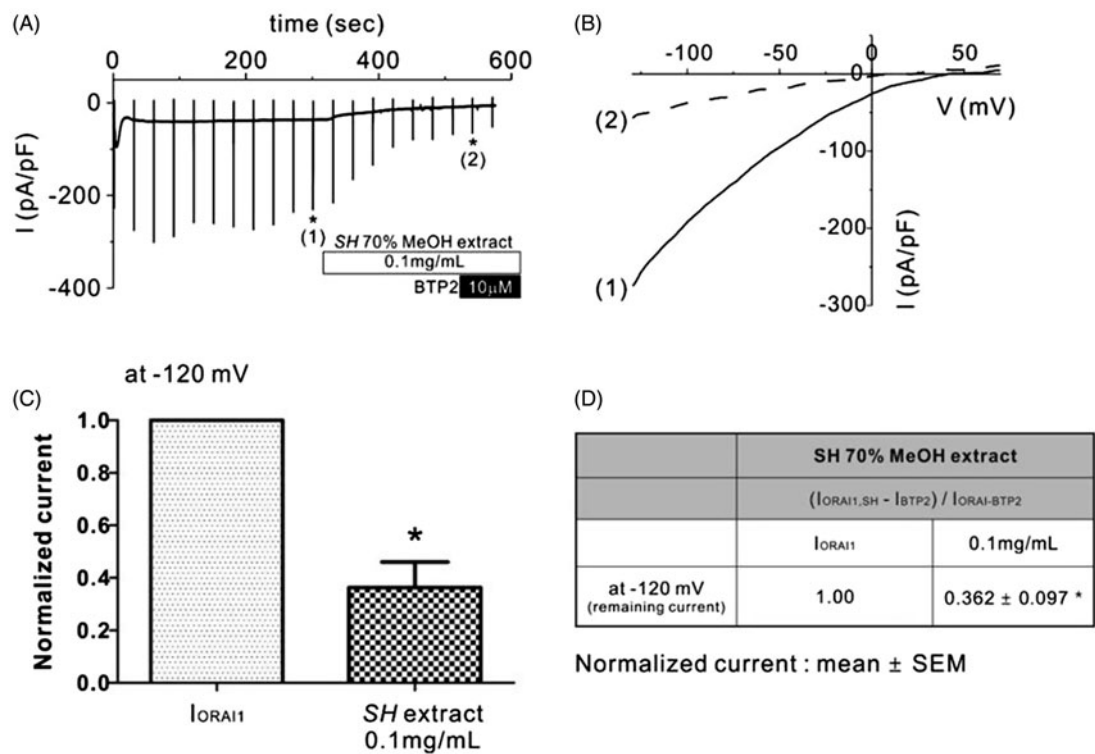 (A)
time (sec)
0 200 400 600
0
-200
-400
I (pA/pF)
*
(1)
*
(2)
SH 70% MeOH extract
0.1mg/mL
BTP2 10μM
(B)
-100 -50 0 50
0
V (mV)
-100
-200
-300
I (pA/pF)
(2)
(1)
(C)
at -120 mV
Normalized current
1.0
0.8
0.6
0.4
0.2
0.0
*
IORAI1
SH extract
0.1mg/mL
(D)
SH 70% MeOH extract
(IORAI1,SH - IBTP2) / IORAI-BTP2
IORAI1 0.1mg/mL
at -120 mV
(remaining current)
1.00 0.362 ± 0.097 *
Normalized current : mean ± SEM